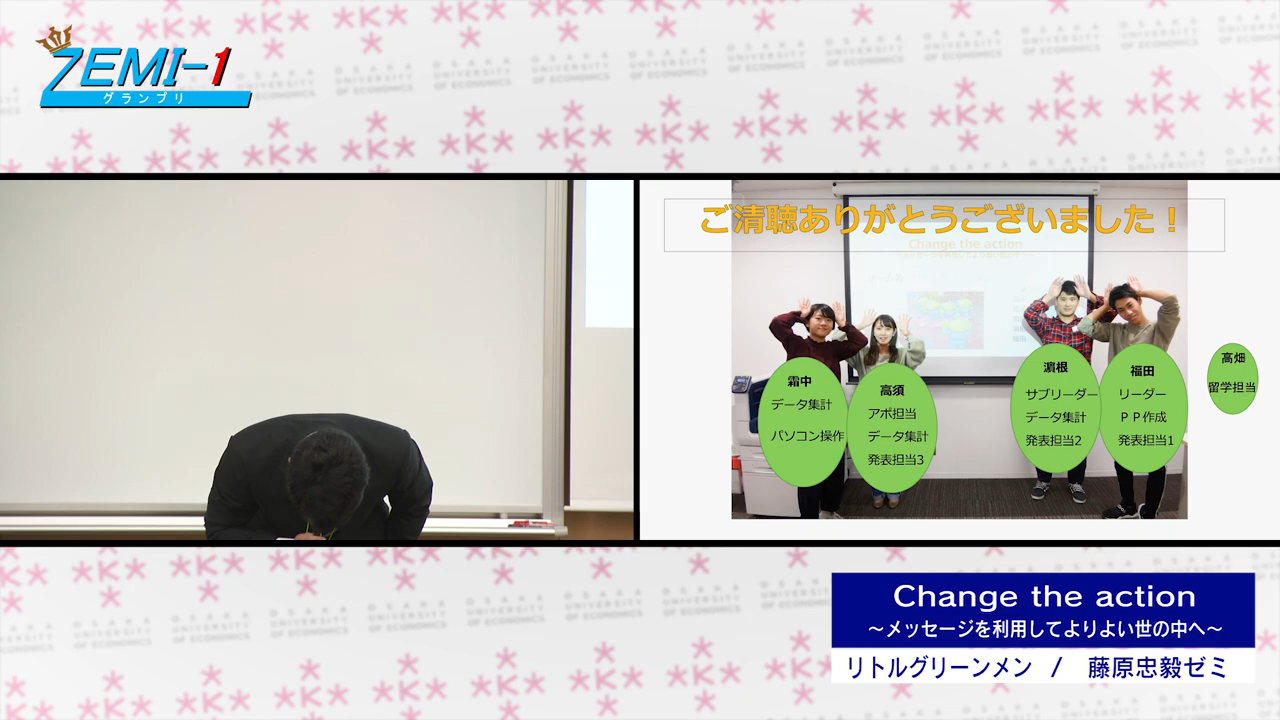 ZEMI-1
グランプリ
OSAKA
UNIVERSITY
OF ECONOMICS
ご清聴ありがとうございました！
Change the action
霜中
データ集計
パソコン操作
高須
アポ担当
データ集計
発表担当3
濵根
サブリーダー
データ集計
発表担当2
福田
リーダー
ＰＰ作成
発表担当1
高畑
留学担当
Change the action
～メッセージを利用してよりよい世の中へ～
リトルグリーンメン / 藤原忠毅ゼミ